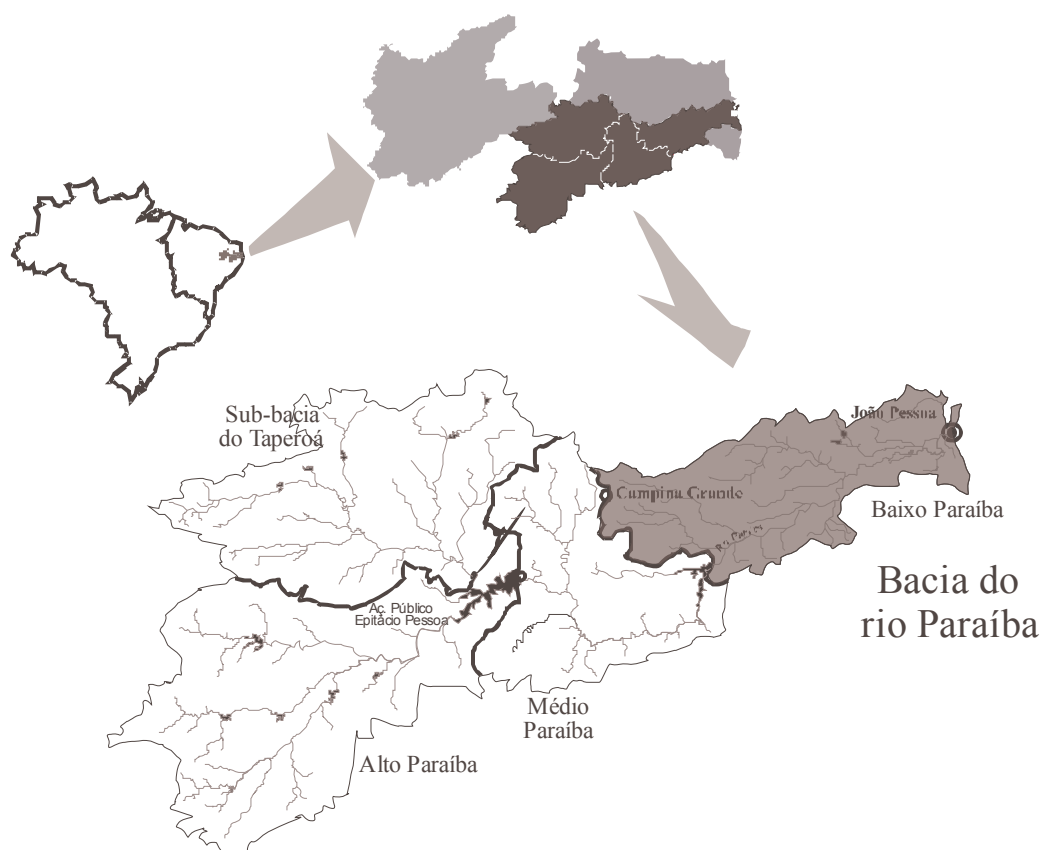 Sub-bacia
do Taperoá
João Pessoa
Campina Grande
Baixo Paraíba
Bacia do
rio Paraíba
Aç. Público
Epitácio Pessoa
Médio
Paraíba
Alto Paraíba